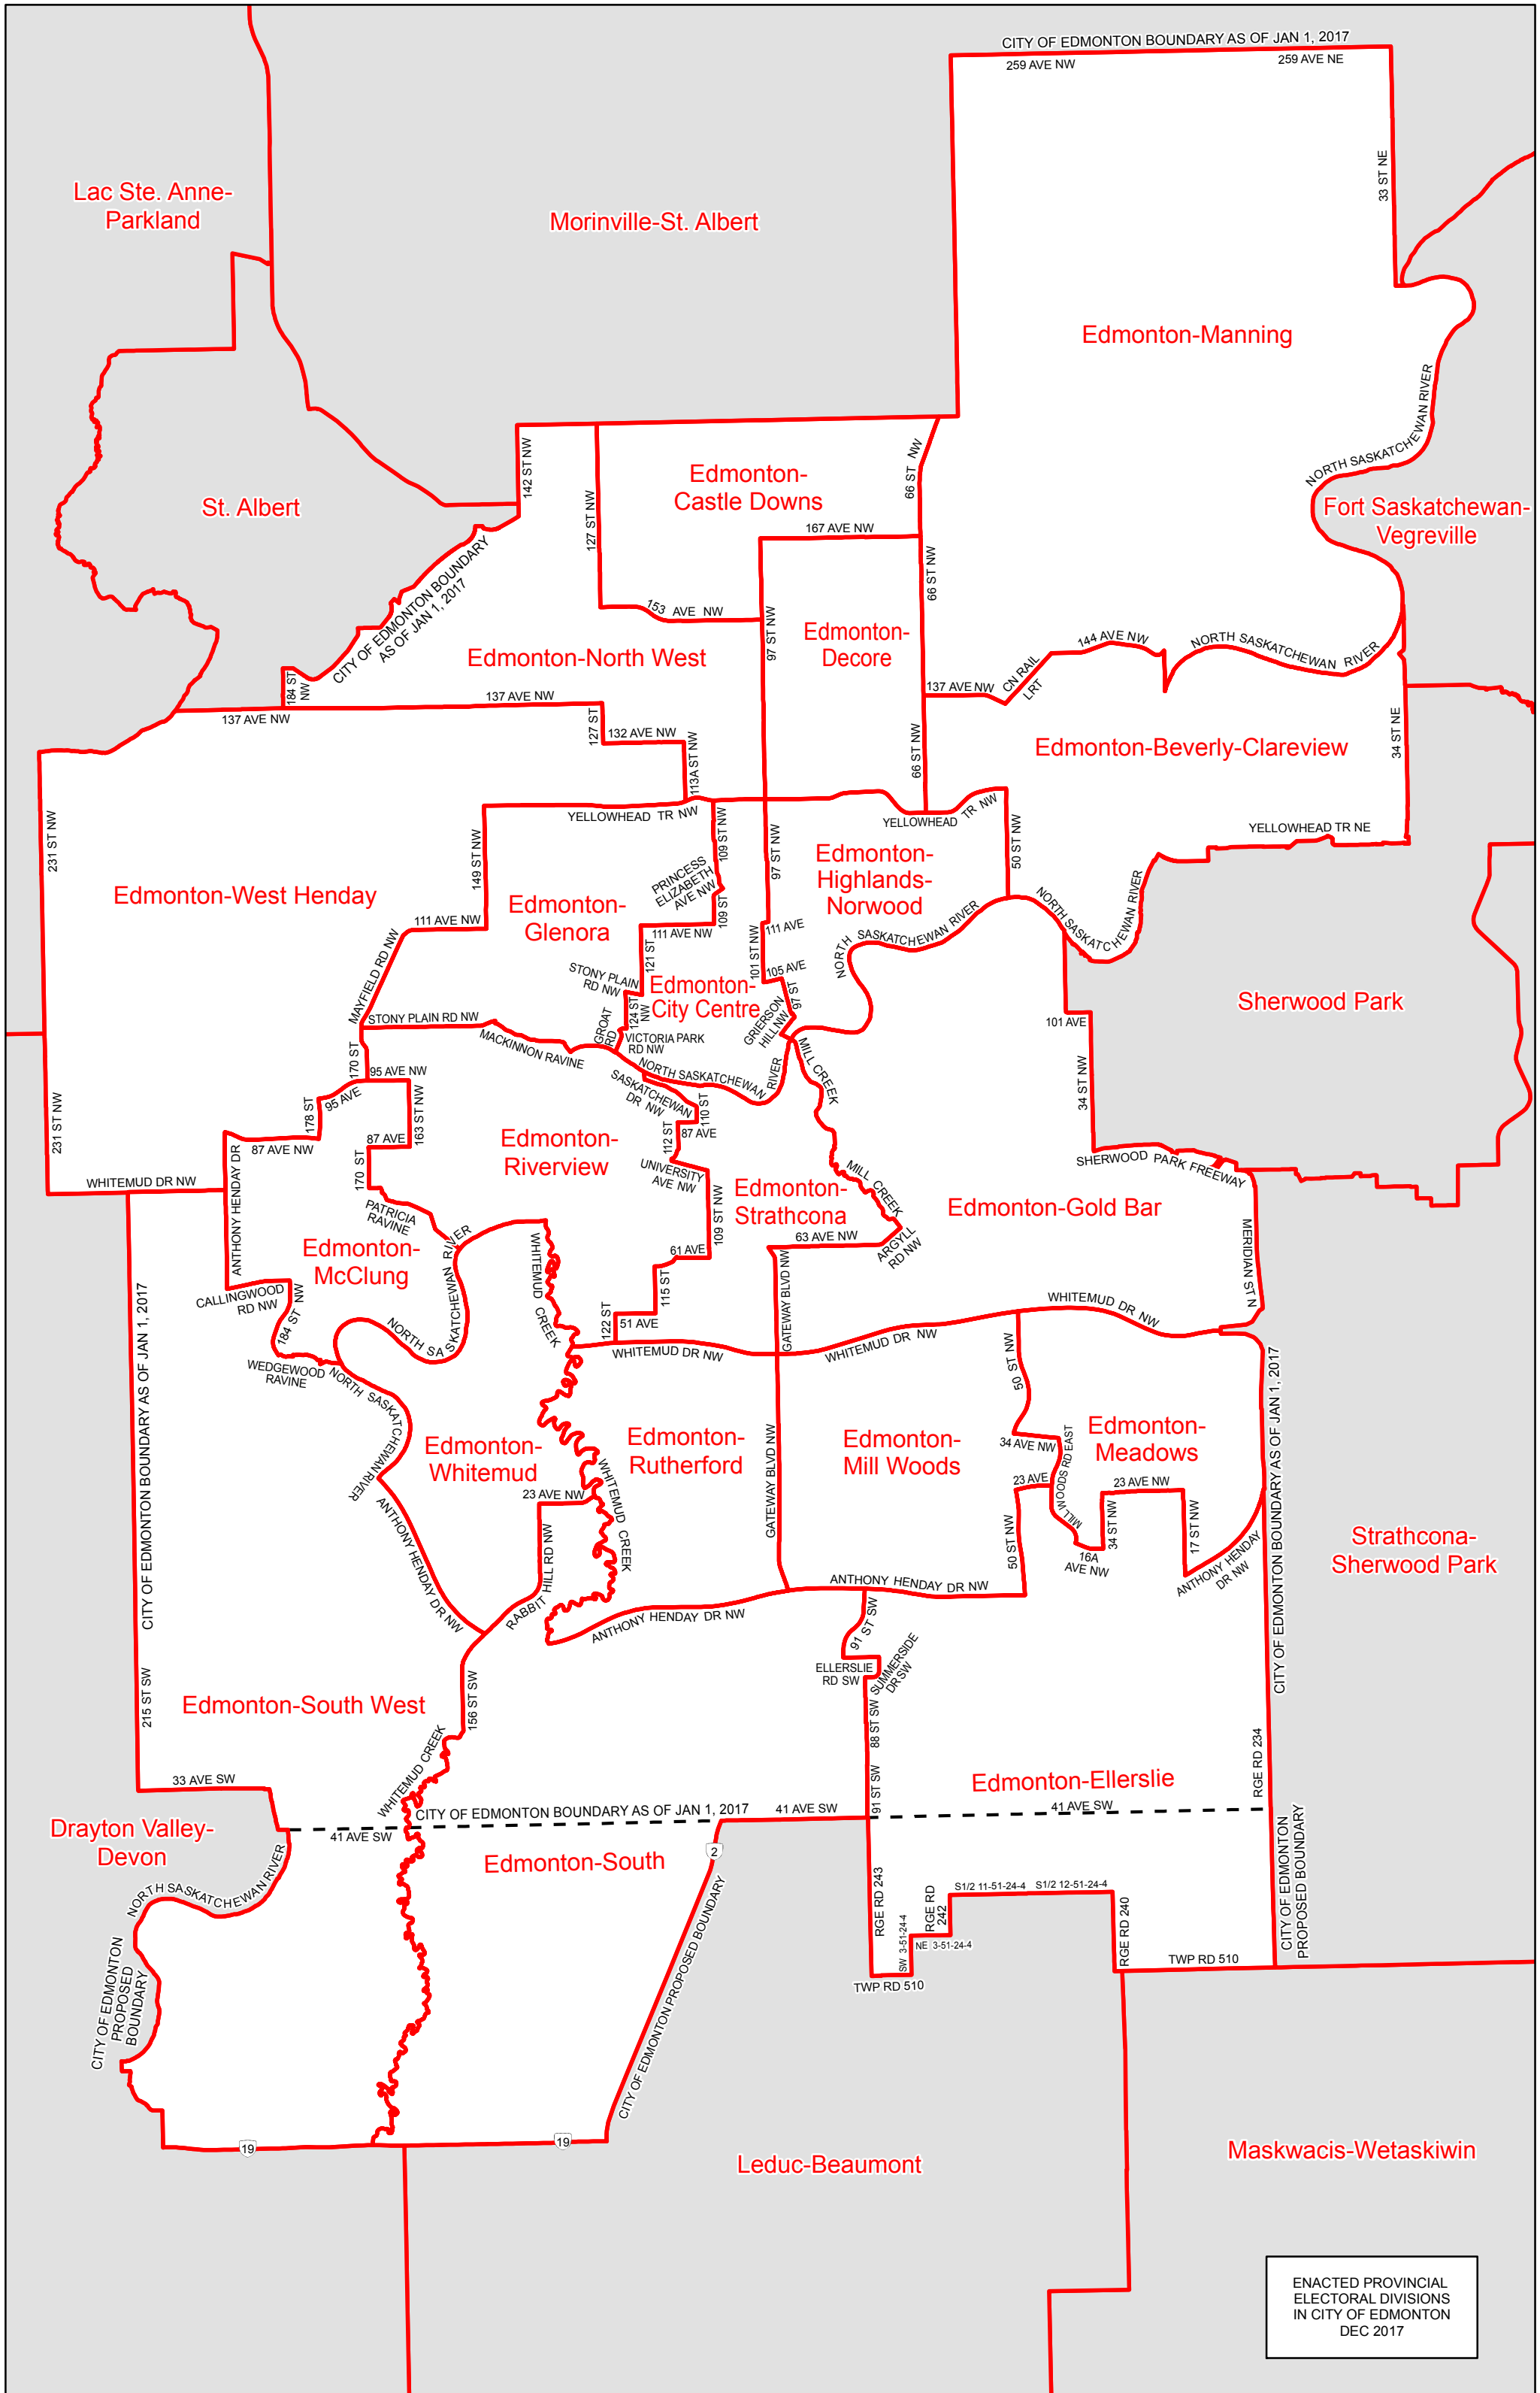 CITY OF EDMONTON BOUNDARY AS OF JAN 1, 2017
259 AVE NW
259 AVE NE
33 ST NE
Lac Ste. Anne-
Parkland
Morinville-St. Albert
Edmonton-Manning
NORTH SASKATCHEWAN RIVER
142 ST NW
Edmonton-
Castle Downs
66 ST NW
St. Albert
Fort Saskatchewan-
Vegreville
127 ST NW
167 AVE NW
CITY OF EDMONTON BOUNDARY
AS OF JAN 1, 2017
66 ST NW
153 AVE NW
97 ST NW
Edmonton-
Decore
Edmonton-North West
144 AVE NW
NORTH SASKATCHEWAN RIVER
184 ST
NW
137 AVE NW
CN RAIL
LRT
137 AVE NW
137 AVE NW
127 ST
132 AVE NW
113A ST NW
66 ST NW
Edmonton-Beverly-Clareview
34 ST NE
231 ST NW
YELLOWHEAD TR NW
YELLOWHEAD TR NW
YELLOWHEAD TR NE
149 ST NW
109 ST NW
97 ST NW
50 ST NW
PRINCESS
ELIZABETH
AVE NW
Edmonton-
Highlands-
Norwood
Edmonton-West Henday
Edmonton-
Glenora
109 ST
111 AVE NW
111 AVE NW
111 AVE
NORTH SASKATCHEWAN RIVER
NORTH SASKATCHEWAN RIVER
MAYFIELD RD NW
121 ST
101 ST NW
105 AVE
STONY PLAIN
RD NW
Edmonton-
City Centre
97 ST
124 ST
NW
GRIERSON
HILL NW
Sherwood Park
STONY PLAIN RD NW
GROAT
RD
VICTORIA PARK
RD NW
101 AVE
MACKINNON RAVINE
NORTH SASKATCHEWAN RIVER
MILL CREEK
170 ST
95 AVE NW
SASKATCHEWAN
DR NW
110 ST
34 ST NW
95 AVE
178 ST
163 ST NW
231 ST NW
87 AVE NW
87 AVE
87 AVE
112 ST
Edmonton-
Riverview
UNIVERSITY
AVE NW
MILL CREEK
SHERWOOD PARK FREEWAY
WHITEMUD DR NW
ANTHONY HENDAY DR
170 ST
PATRICIA
RAVINE
109 ST NW
Edmonton-
Strathcona
Edmonton-Gold Bar
63 AVE NW
ARGYLL
RD NW
MERIDIAN ST N
Edmonton-
McClung
NORTH SASKATCHEWAN RIVER
WHITEMUD CREEK
61 AVE
115 ST
GATEWAY BLVD NW
CALLINGWOOD
RD NW
184 ST NW
122 ST
51 AVE
WHITEMUD DR NW
WHITEMUD DR NW
WHITEMUD DR NW
WEDGEWOOD
RAVINE
NORTH SASKATCHEWAN RIVER
50 ST NW
CITY OF EDMONTON BOUNDARY AS OF JAN 1, 2017
CITY OF EDMONTON BOUNDARY AS OF JAN 1, 2017
Edmonton-
Whitemud
Edmonton-
Rutherford
Edmonton-
Mill Woods
Edmonton-
Meadows
34 AVE NW
MILL WOODS RD EAST
23 AVE
23 AVE NW
23 AVE NW
WHITEMUD CREEK
GATEWAY BLVD NW
50 ST NW
34 ST NW
17 ST NW
16A
AVE NW
ANTHONY HENDAY
DR NW
Strathcona-
Sherwood Park
ANTHONY HENDAY DR NW
RABBIT HILL RD NW
ANTHONY HENDAY DR NW
ANTHONY HENDAY DR NW
91 ST SW
ELLERSLIE
RD SW
SUMMERSIDE
DR SW
215 ST SW
Edmonton-South West
156 ST SW
88 ST SW
RGE RD 234
WHITEMUD CREEK
33 AVE SW
91 ST SW
Edmonton-Ellerslie
CITY OF EDMONTON BOUNDARY AS OF JAN 1, 2017
41 AVE SW
41 AVE SW
41 AVE SW
Drayton Valley-
Devon
Edmonton-South
2
NORTH SASKATCHEWAN RIVER
CITY OF EDMONTON
PROPOSED BOUNDARY
RGE RD 243
S1/2 11-51-24-4
S1/2 12-51-24-4
RGE RD
242
SW 3-51-24-4
NE 3-51-24-4
RGE RD 240
TWP RD 510
TWP RD 510
CITY OF EDMONTON
PROPOSED
BOUNDARY
CITY OF EDMONTON PROPOSED BOUNDARY
19
19
Leduc-Beaumont
Maskwacis-Wetaskiwin
ENACTED PROVINCIAL
ELECTORAL DIVISIONS
IN CITY OF EDMONTON
DEC 2017